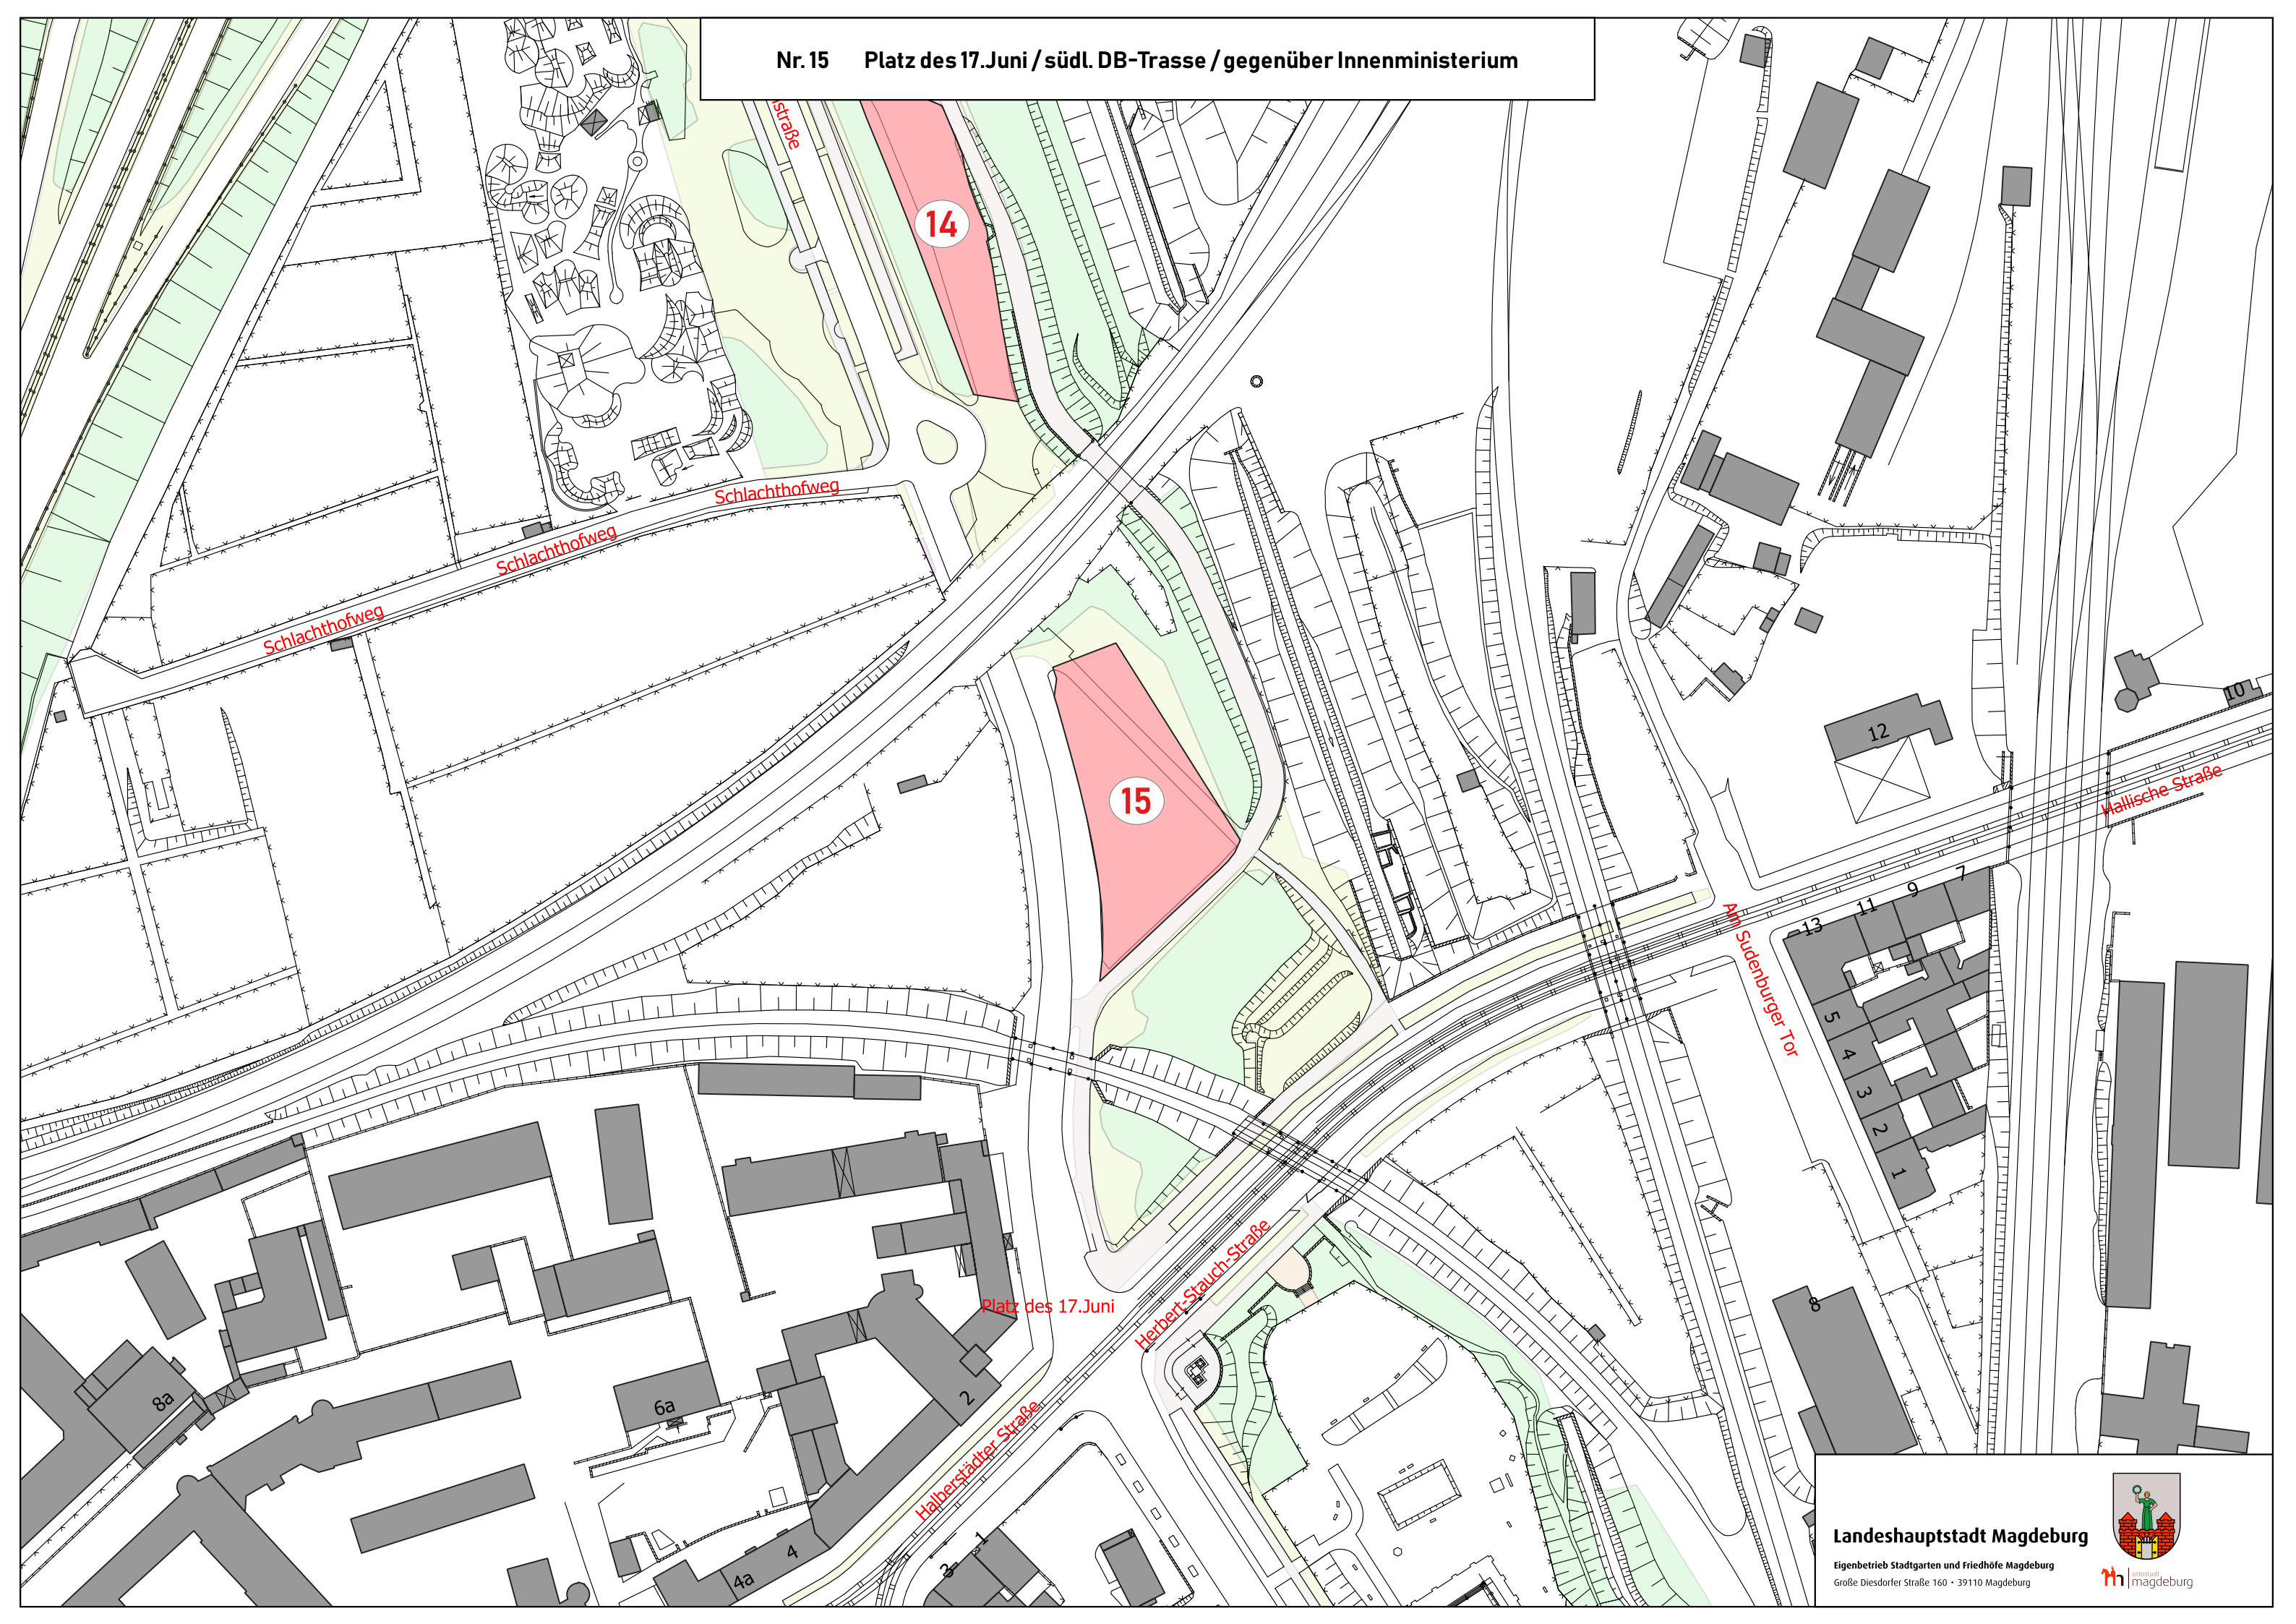 Nr. 15 Platz des 17.Juni / südl. DB-Trasse / gegenüber Innenministerium
straße
14
Schlachthofweg
Schlachthofweg
Schlachthofweg
15
10
12
Hallische Straße
7
9
11
13
Am Sudenburger Tor
5
4
3
2
1
Platz des 17.Juni
Herbert-Stauch-Straße
8
8a
6a
2
Halberstädter Straße
4
4a
3
1
Landeshauptstadt Magdeburg
Eigenbetrieb Stadtgarten und Friedhöfe Magdeburg
Große Diesdorfer Straße 160 • 39110 Magdeburg
ottostadt
magdeburg